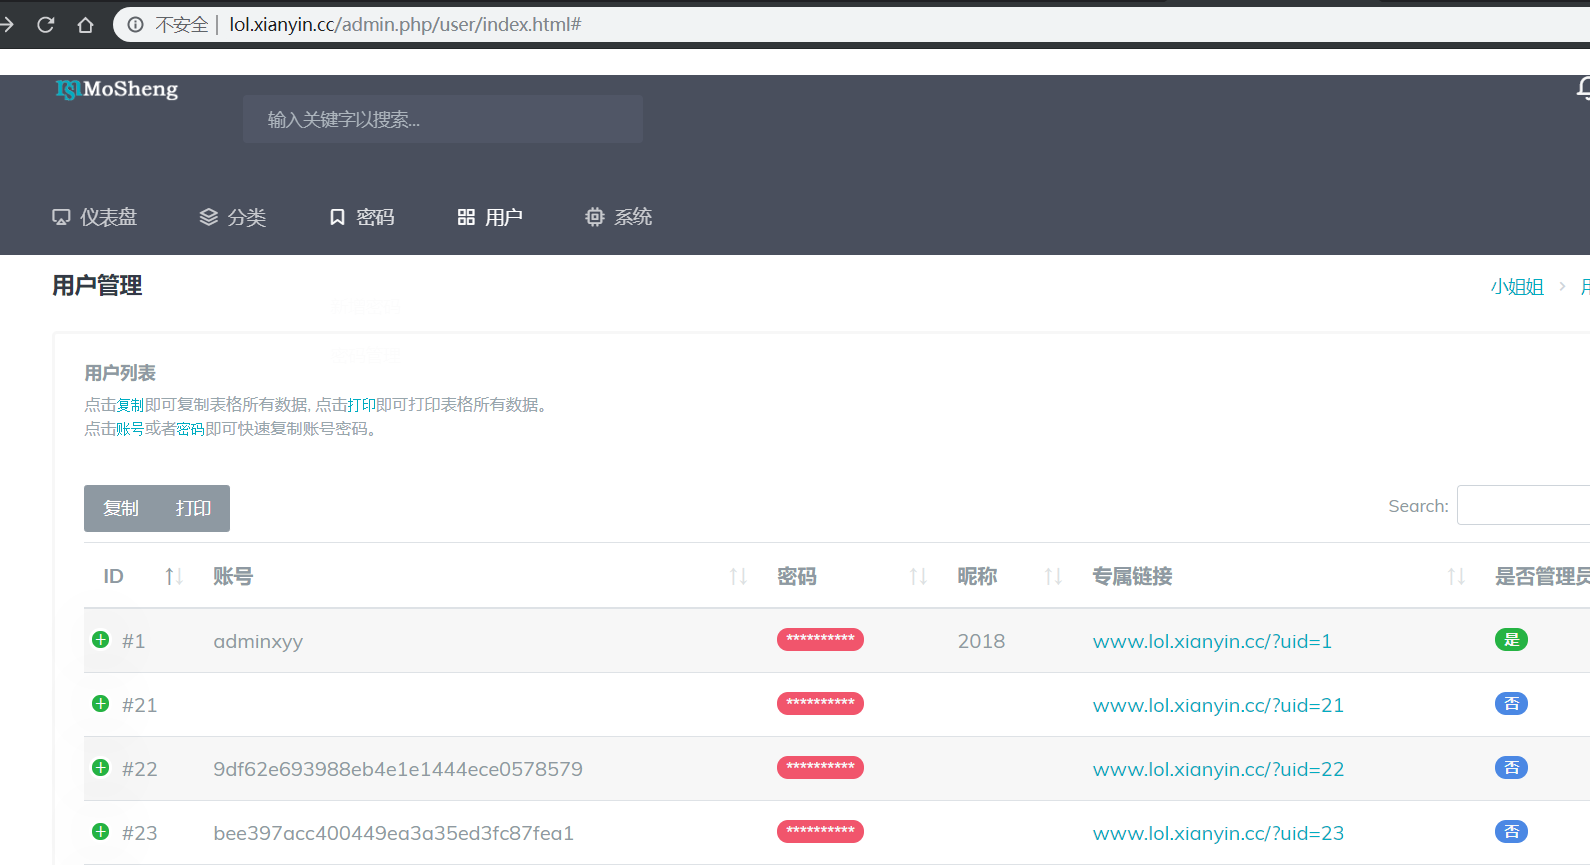 不安全 | lol.xianyin.cc/admin.php/user/index.html#
MoSheng
输入关键字以搜索...
仪表盘 分类 密码 用户 系统
用户管理
小姐姐 >
用户列表
点击复制即可复制表格所有数据, 点击打印即可打印表格所有数据。
点击账号或者密码即可快速复制账号密码。
复制 打印
Search:
ID 账号 密码 昵称 专属链接 是否管理员
#1 adminxyy ********** 2018 www.lol.xianyin.cc/?uid=1 是
#21 ********** www.lol.xianyin.cc/?uid=21 否
#22 9df62e693988eb4e1e1444ece0578579 ********** www.lol.xianyin.cc/?uid=22 否
#23 bee397acc400449ea3a35ed3fc87fea1 ********** www.lol.xianyin.cc/?uid=23 否